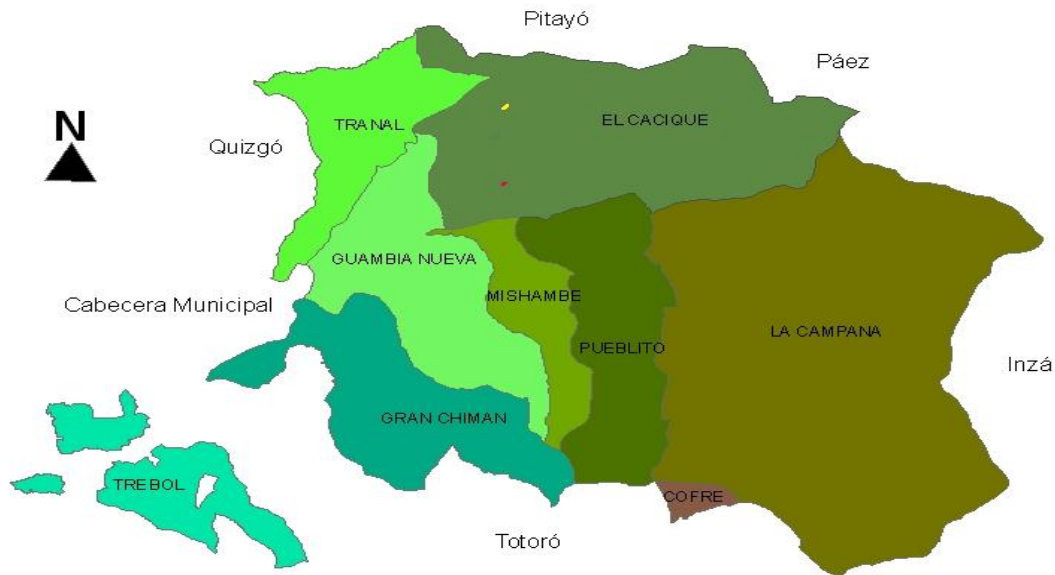 Pitayó
Páez
N
TRANAL
EL CACIQUE
Quizgó
GUAMBIA NUEVA
Cabecera Municipal
MISHAMBE
LA CAMPANA
PUEBLITO
Inzá
GRAN CHIMAN
TREBOL
COFRE
Totoró